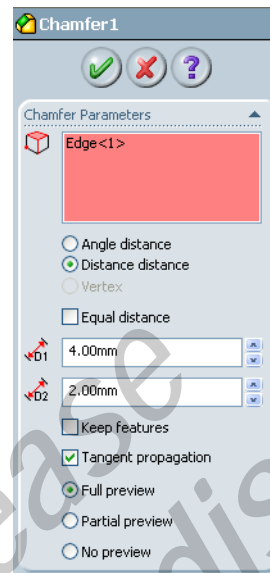 Chamfer1
?
Chamfer Parameters
Edge<1>
Angle distance
Distance distance
Vertex
Equal distance
D1 4.00mm
D2 2.00mm
Keep features
Tangent propagation
Full preview
Partial preview
No preview